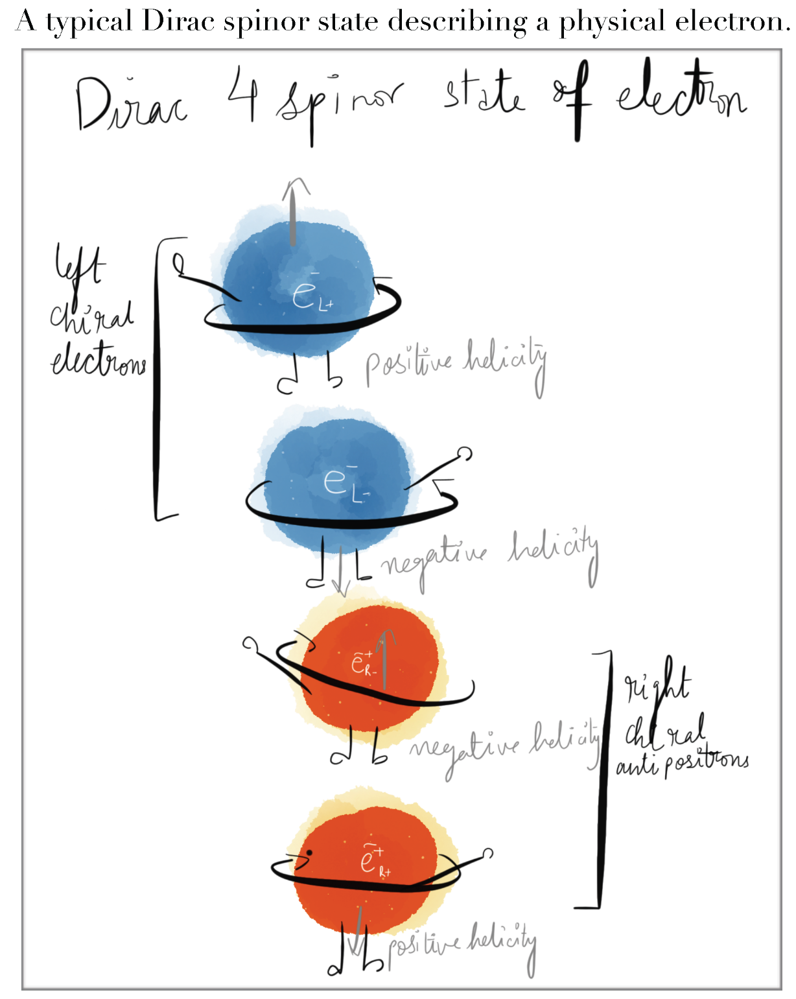 A typical Dirac spinor state describing a physical electron.
Dirac 4 spinor state of electron
left
chiral
electrons
e⁻L+
positive helicity
e⁻L-
negative helicity
ẽ⁺R-
negative helicity
right
chiral
anti positrons
ẽ⁺R+
positive helicity